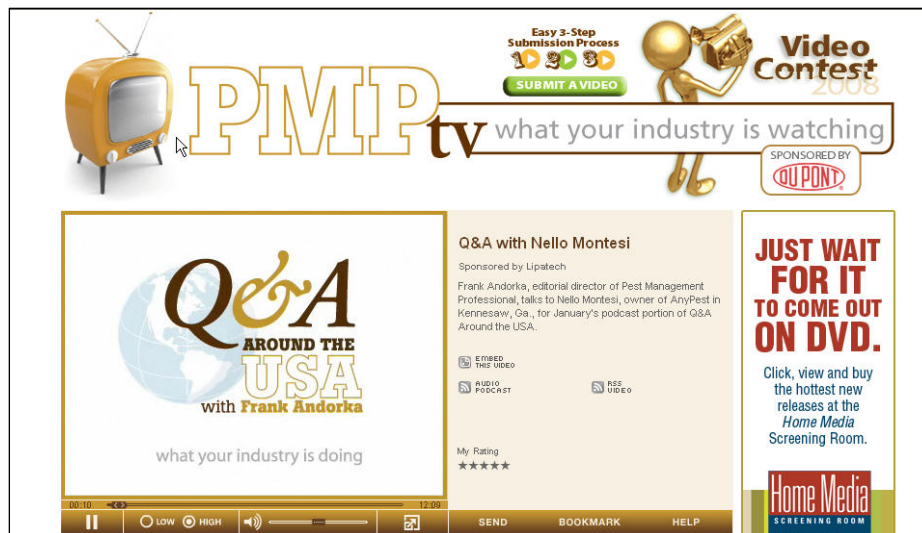 Easy 3-Step
Submission Process
1 2 3
SUBMIT A VIDEO
Video
Contest
2008
PMP
tv what your industry is watching
SPONSORED BY
DU PONT
Q&A
AROUND THE
USA
with Frank Andorka
what your industry is doing
00:10
12:09
LOW HIGH
Q&A with Nello Montesi
Sponsored by Lipatech
Frank Andorka, editorial director of Pest Management
Professional, talks to Nello Montesi, owner of AnyPest in
Kennesaw, Ga., for January's podcast portion of Q&A
Around the USA.
EMBED
THIS VIDEO
AUDIO
PODCAST
RSS
VIDEO
My Rating
SEND BOOKMARK HELP
JUST WAIT
FOR IT
TO COME OUT
ON DVD.
Click, view and buy
the hottest new
releases at the
Home Media
Screening Room.
Home Media
SCREENING ROOM